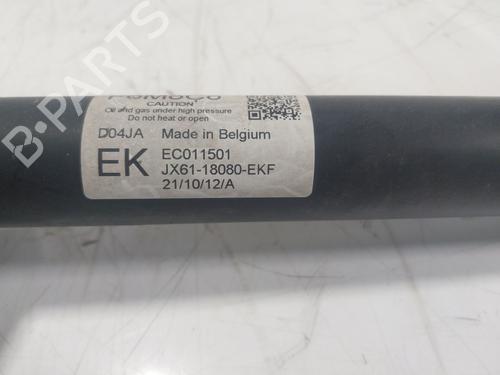 CAUTION
Oil and gas under high pressure
Do not heat or open
D04JA Made in Belgium
EK EC011501
JX61-18080-EKF
21/10/12/A
B-Parts